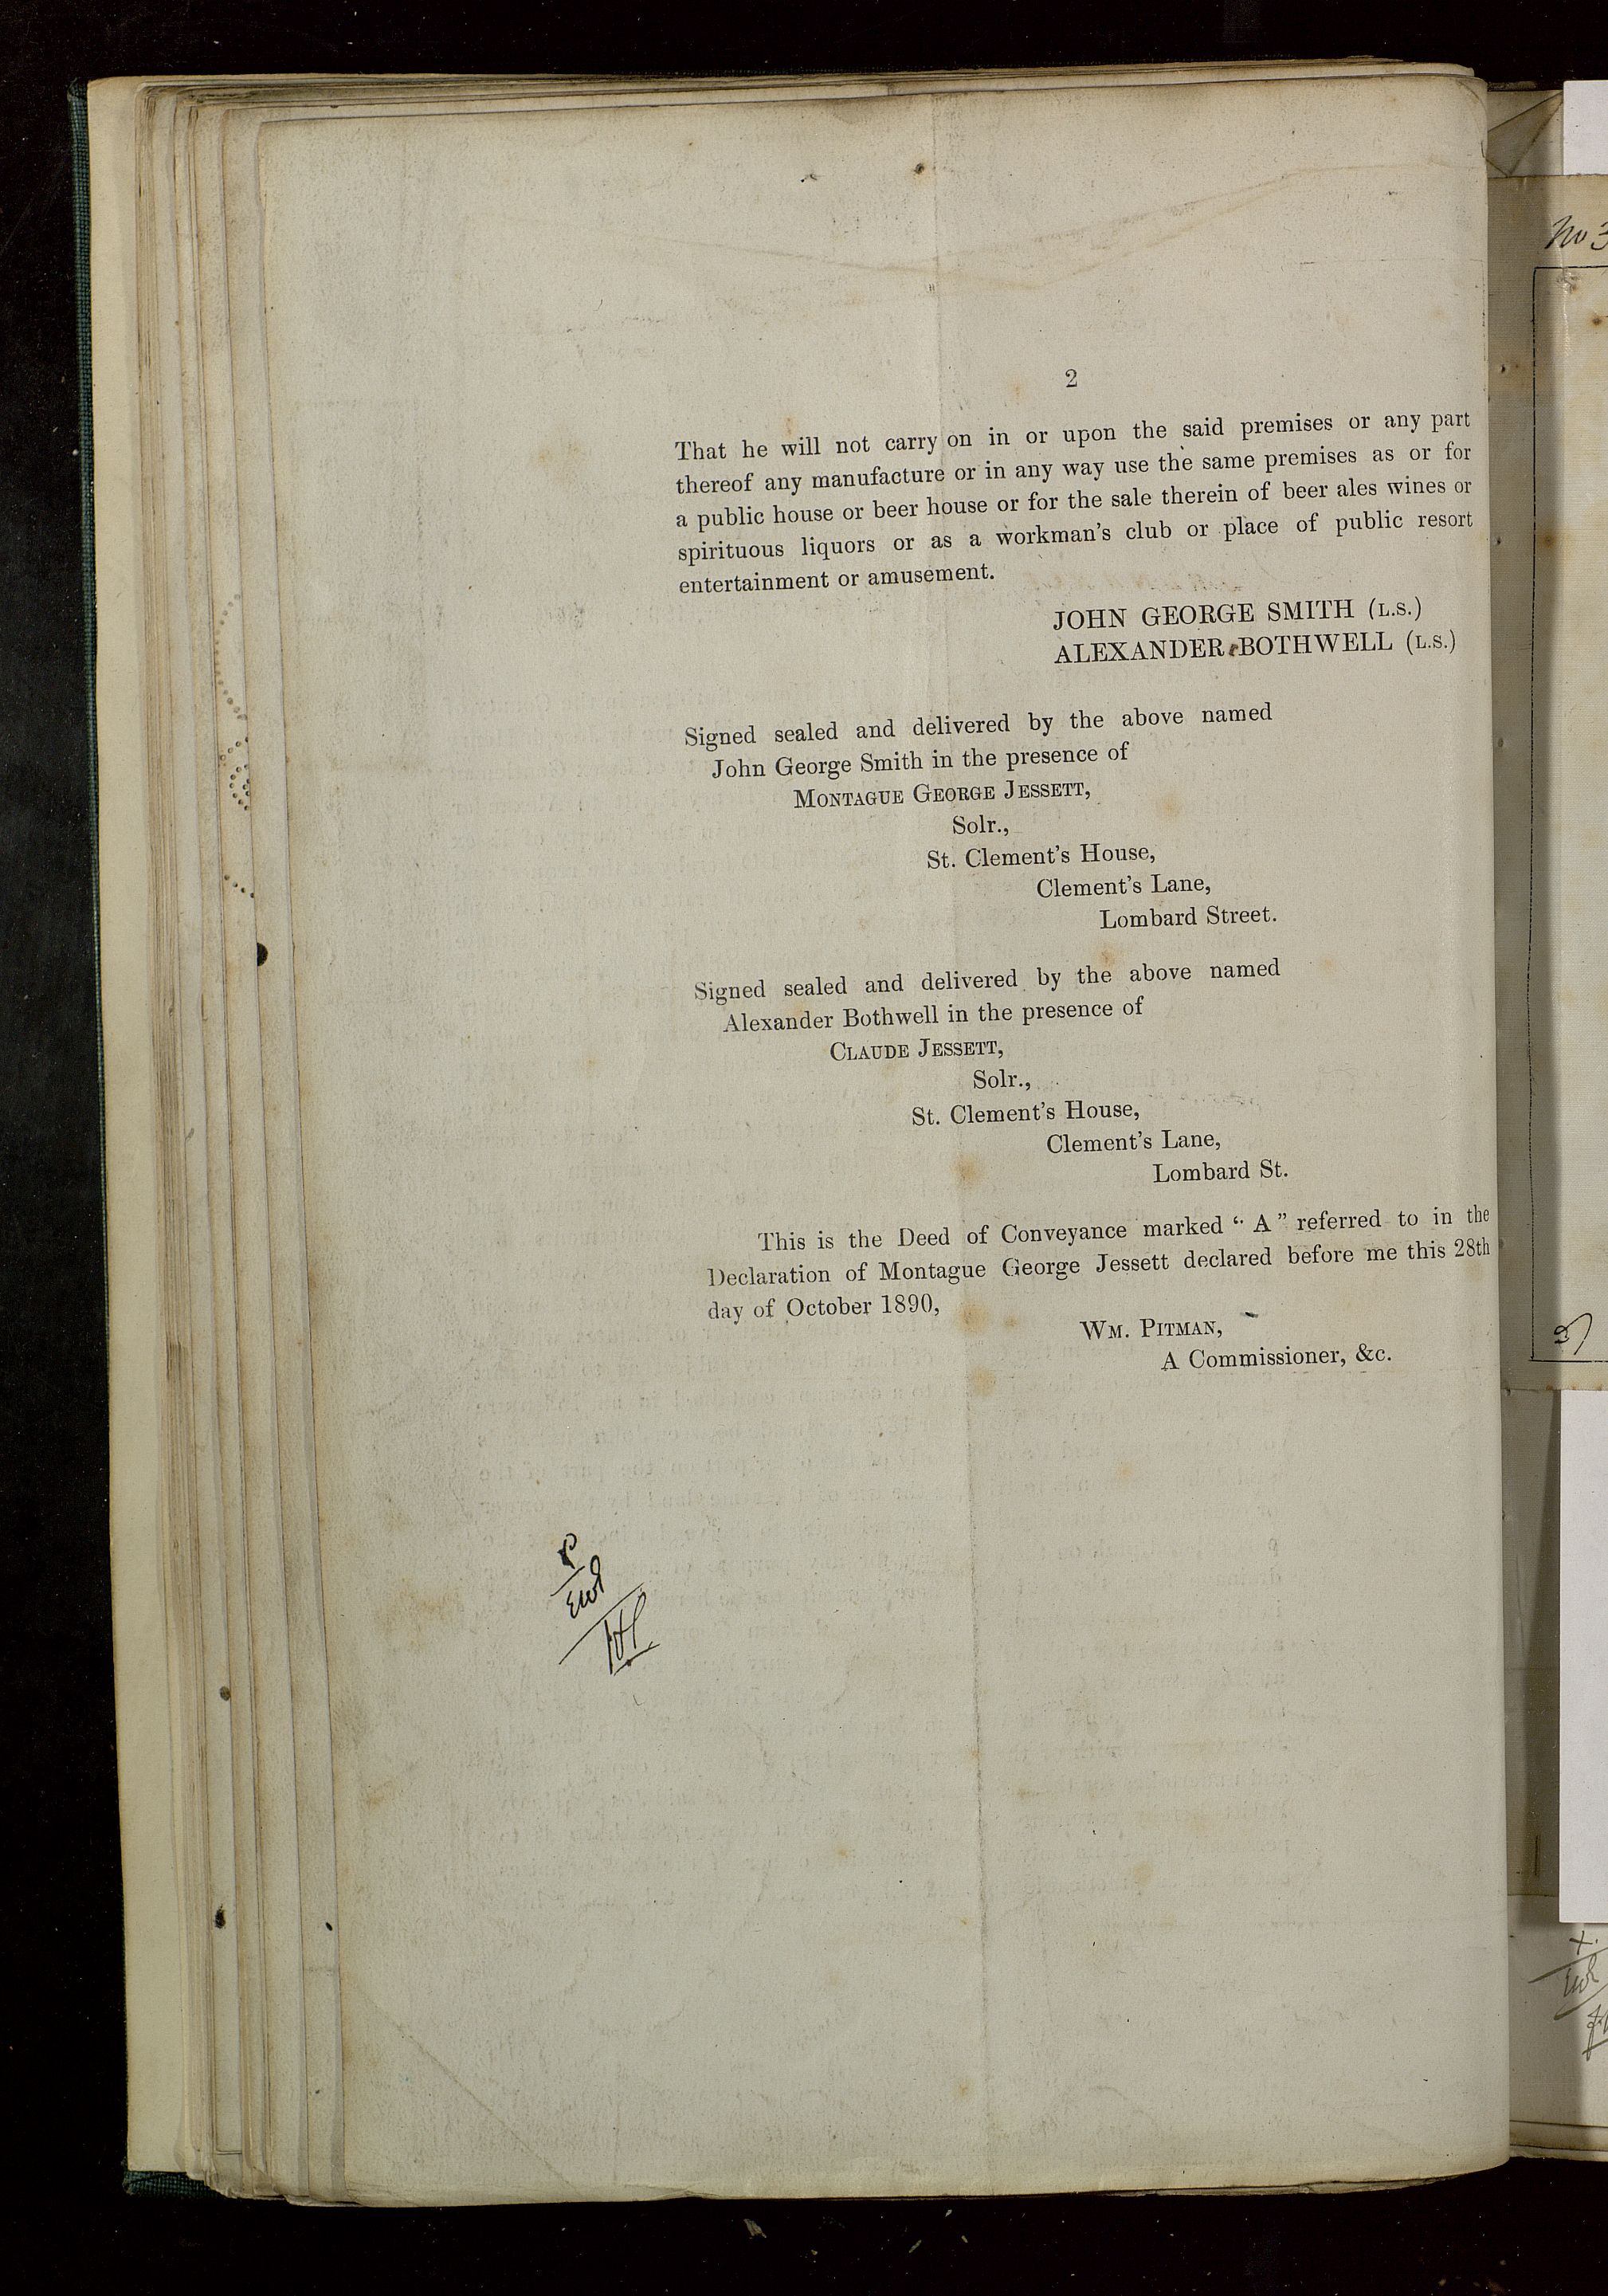 2
That he will not carry on in or upon the said premises or any part
thereof any manufacture or in any way use the same premises as or for
a public house or beer house or for the sale therein of beer ales wines or
spirituous liquors or as a workman's club or place of public resort
entertainment or amusement.
JOHN GEORGE SMITH (L.S.)
ALEXANDER BOTHWELL (L.S.)
Signed sealed and delivered by the above named
John George Smith in the presence of
MONTAGUE GEORGE JESSETT,
Solr.,
St. Clement's House,
Clement's Lane,
Lombard Street.
Signed sealed and delivered by the above named
Alexander Bothwell in the presence of
CLAUDE JESSETT,
Solr.,
St. Clement's House,
Clement's Lane,
Lombard St.
This is the Deed of Conveyance marked "A" referred to in the
Declaration of Montague George Jessett declared before me this 28th
day of October 1890,
WM. PITMAN,
A Commissioner, &c.
No 3